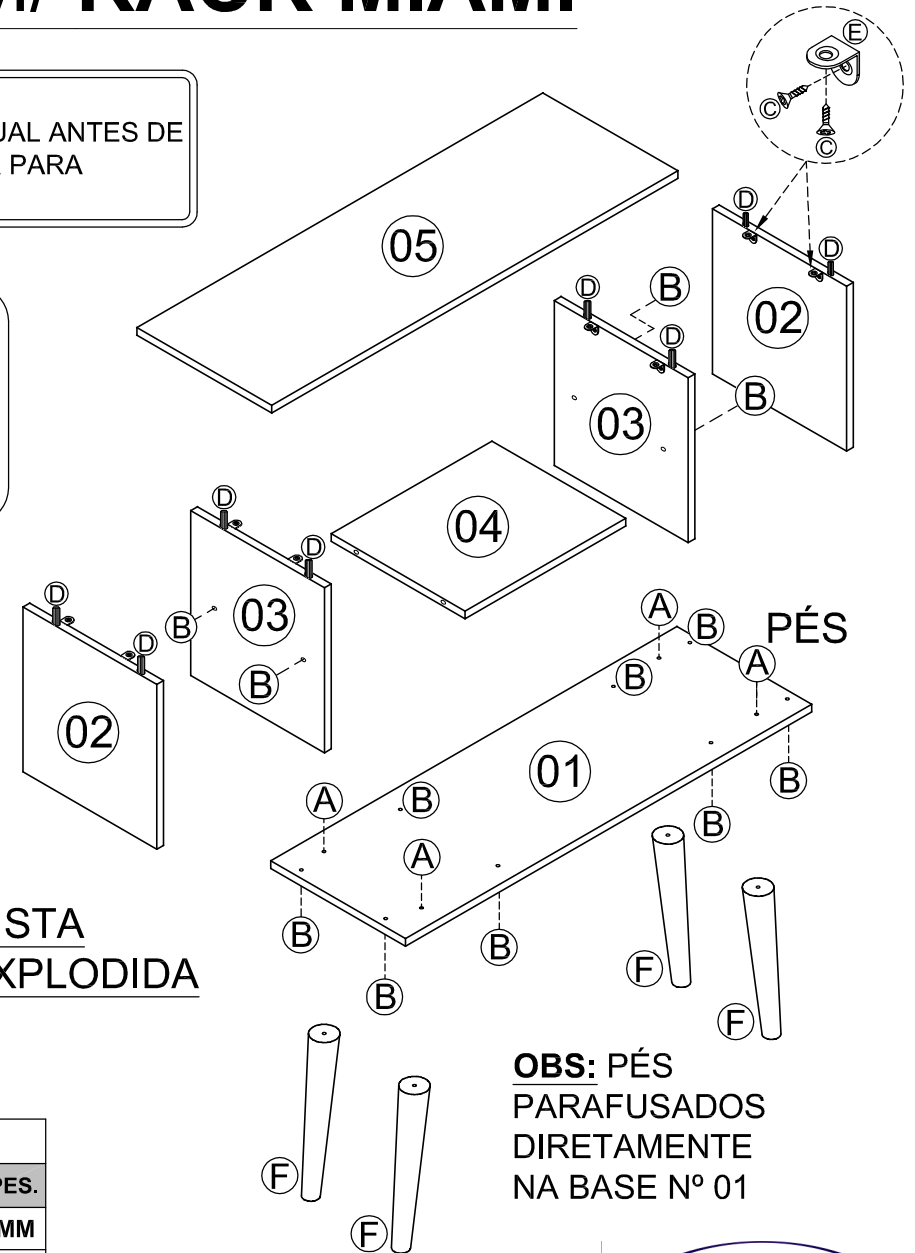 RACK MIAMI
UAL ANTES DE
PARA
E
C
C
D
D
05
B
D
02
D
B
03
D
04
D
D
B
03
D
B
02
A
B
PÉS
B
A
01
B
A
B
B
A
B
B
B
F
F
STA
XPLODIDA
OBS: PÉS
PARAFUSADOS
DIRETAMENTE
NA BASE Nº 01
F
F
PES.
MM